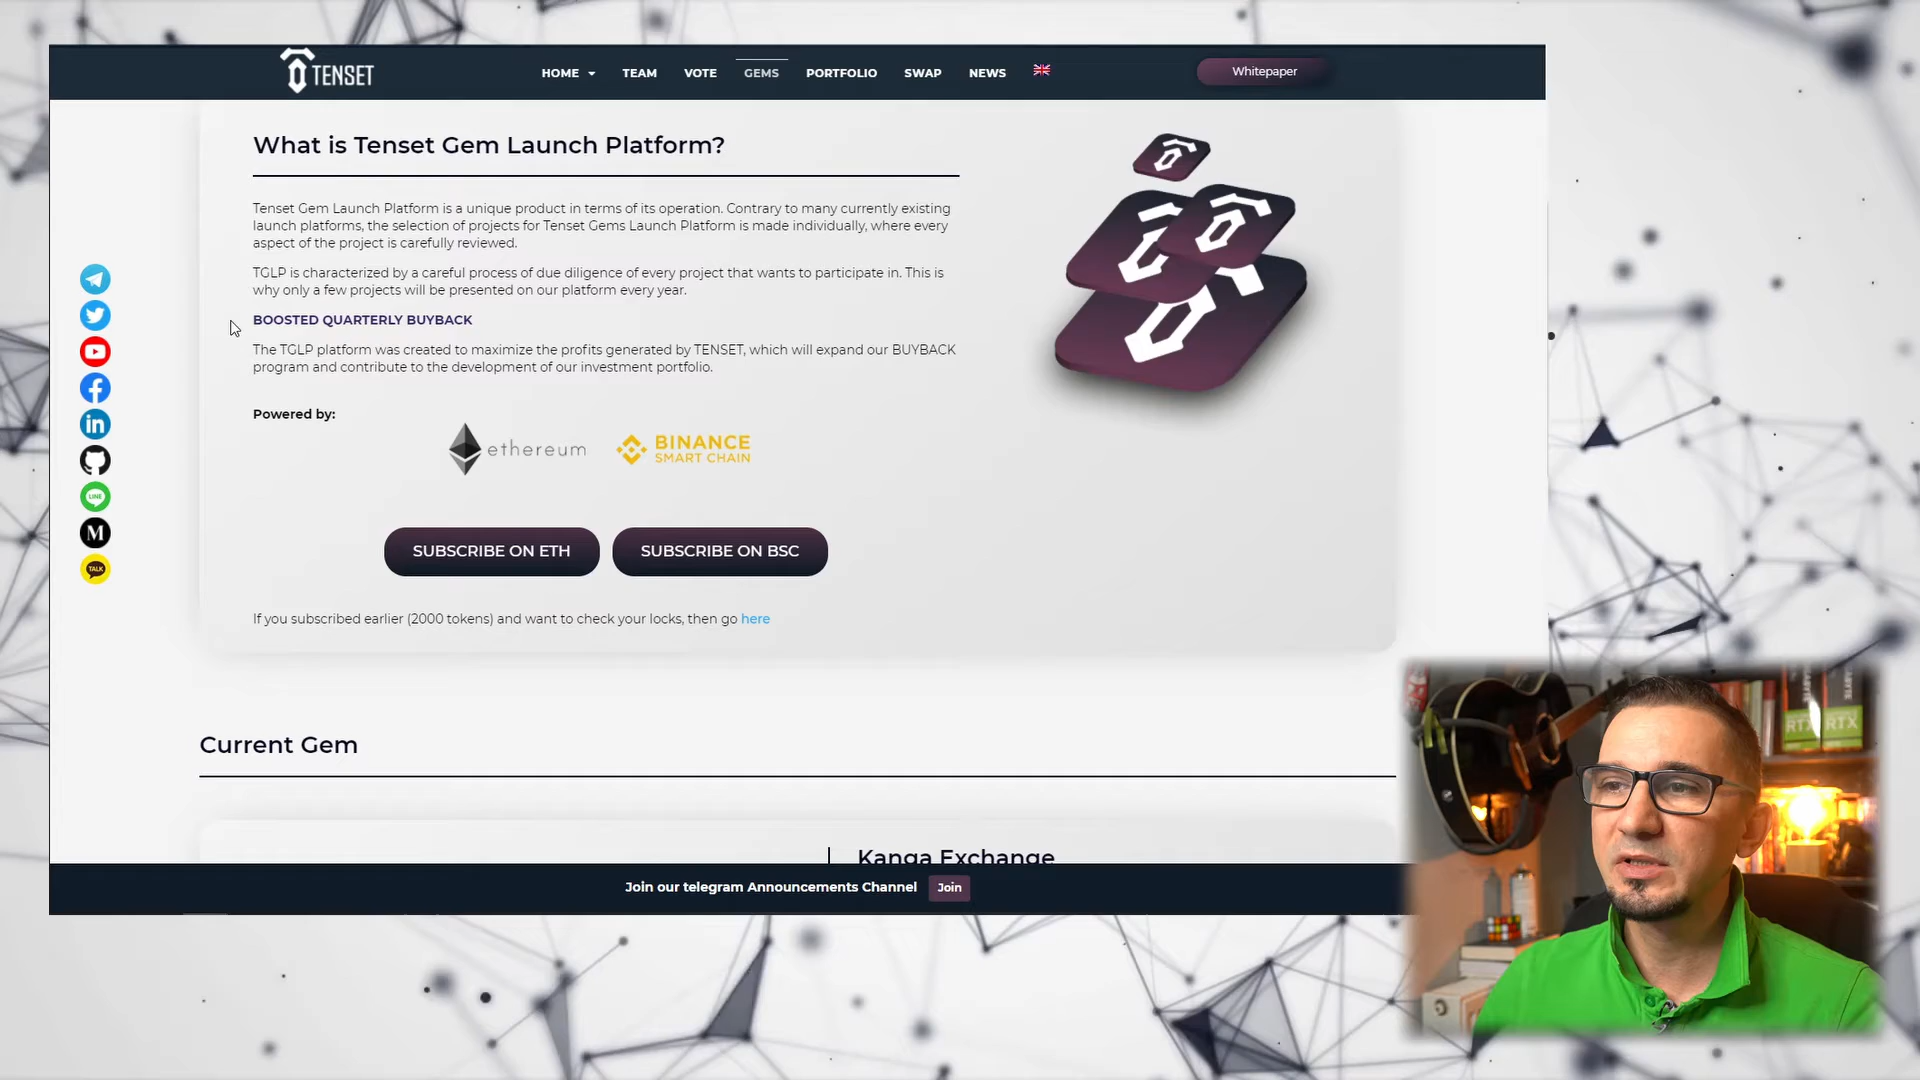 TENSET
HOME
TEAM
VOTE
GEMS
PORTFOLIO
SWAP
NEWS
Whitepaper
What is Tenset Gem Launch Platform?
Tenset Gem Launch Platform is a unique product in terms of its operation. Contrary to many currently existing
launch platforms, the selection of projects for Tenset Gems Launch Platform is made individually, where every
aspect of the project is carefully reviewed.
TGLP is characterized by a careful process of due diligence of every project that wants to participate in. This is
why only a few projects will be presented on our platform every year.
BOOSTED QUARTERLY BUYBACK
The TGLP platform was created to maximize the profits generated by TENSET, which will expand our BUYBACK
program and contribute to the development of our investment portfolio.
Powered by:
ethereum
BINANCE
SMART CHAIN
SUBSCRIBE ON ETH
SUBSCRIBE ON BSC
If you subscribed earlier (2000 tokens) and want to check your locks, then go here
LINE
M
TALK
Current Gem
Kanga Exchange
Join our telegram Announcements Channel
Join
RTX
RTX